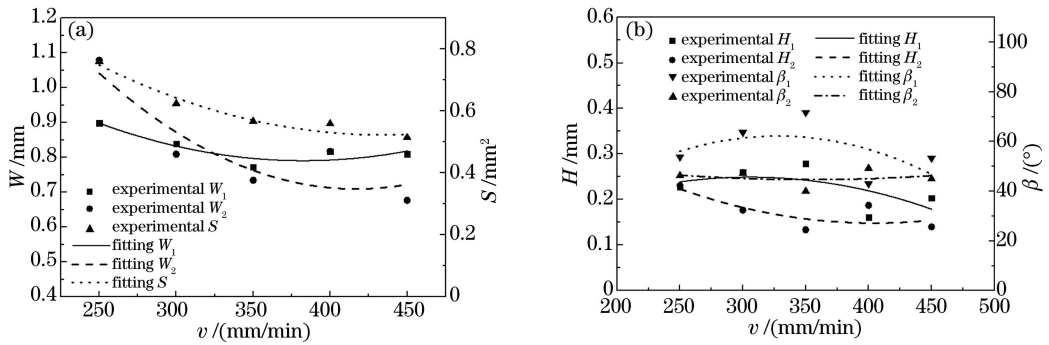 (a)
1.2
1.1
1.0
0.9
0.8
0.7
0.6
0.5
0.4
W /mm
experimental W1
experimental W2
experimental S
fitting W1
fitting W2
fitting S
0.8
0.6
0.4
0.2
0
S /mm²
250 300 350 400 450
v /(mm/min)
(b)
0.6
0.5
0.4
0.3
0.2
0.1
0
H /mm
experimental H1 fitting H1
experimental H2 fitting H2
experimental β1 fitting β1
experimental β2 fitting β2
100
80
60
40
20
0
β /(°)
200 250 300 350 400 450 500
v /(mm/min)